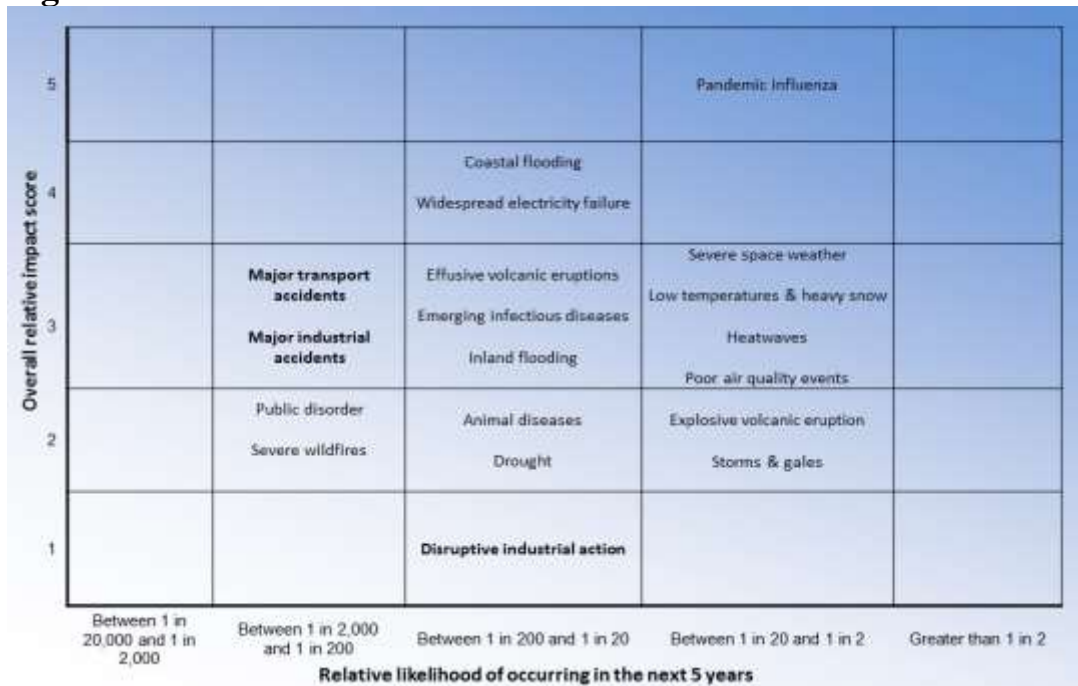 5
Pandemic influenza
4
Coastal flooding
Widespread electricity failure
Overall relative impact score
3
Major transport
accidents
Major industrial
accidents
Effusive volcanic eruptions
Emerging infectious diseases
Inland flooding
Severe space weather
Low temperatures & heavy snow
Heatwaves
Poor air quality events
2
Public disorder
Severe wildfires
Animal diseases
Drought
Explosive volcanic eruption
Storms & gales
1
Disruptive industrial action
Between 1 in
20,000 and 1 in
2,000
Between 1 in 2,000
and 1 in 200
Between 1 in 200 and 1 in 20
Between 1 in 20 and 1 in 2
Greater than 1 in 2
Relative likelihood of occurring in the next 5 years